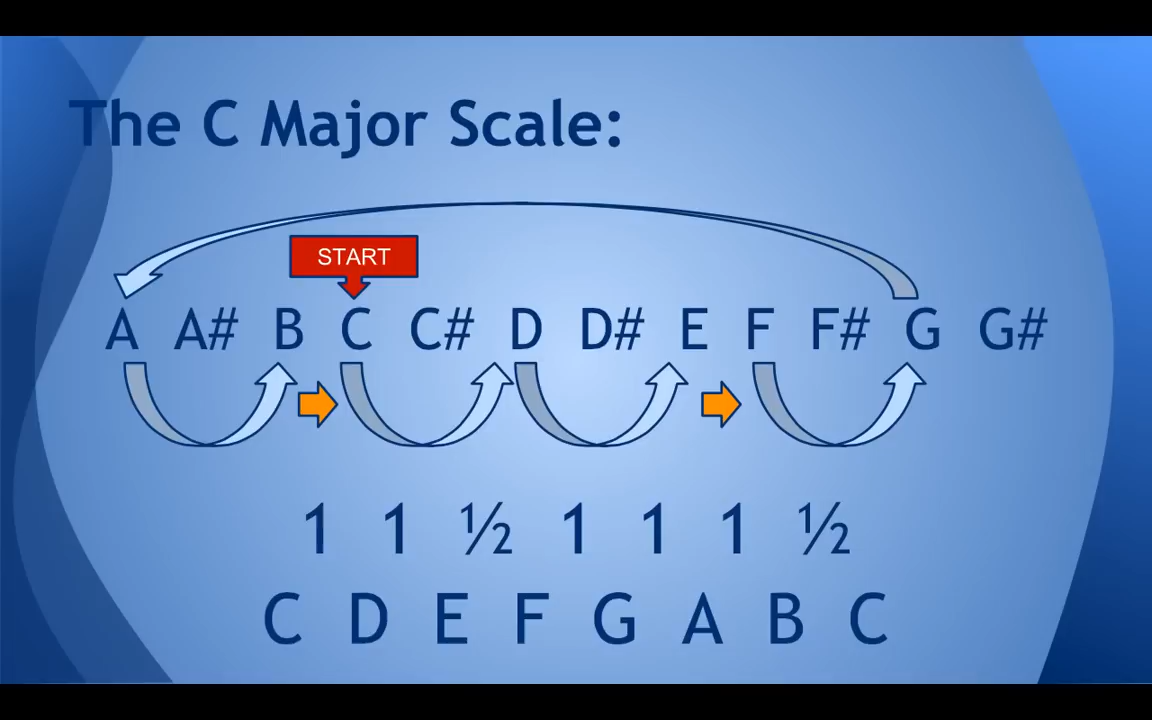 The C Major Scale:
START
A A# B C C# D D# E F F# G G#
1 1 ½ 1 1 1 ½
C D E F G A B C